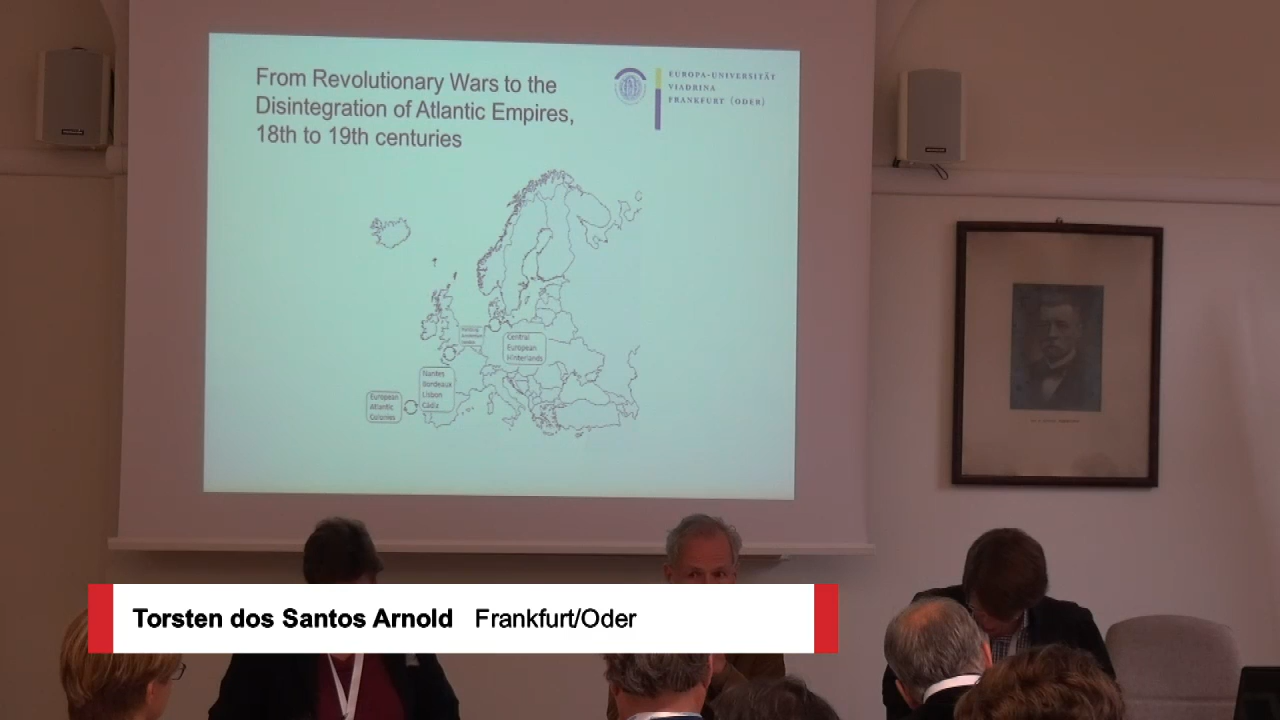 From Revolutionary Wars to the
Disintegration of Atlantic Empires,
18th to 19th centuries
EUROPA-UNIVERSITÄT
VIADRINA
FRANKFURT (ODER)
Central
European
Hinterlands
Nantes
Bordeaux
Lisbon
Cádiz
European
Atlantic
Colonies
Torsten dos Santos Arnold Frankfurt/Oder